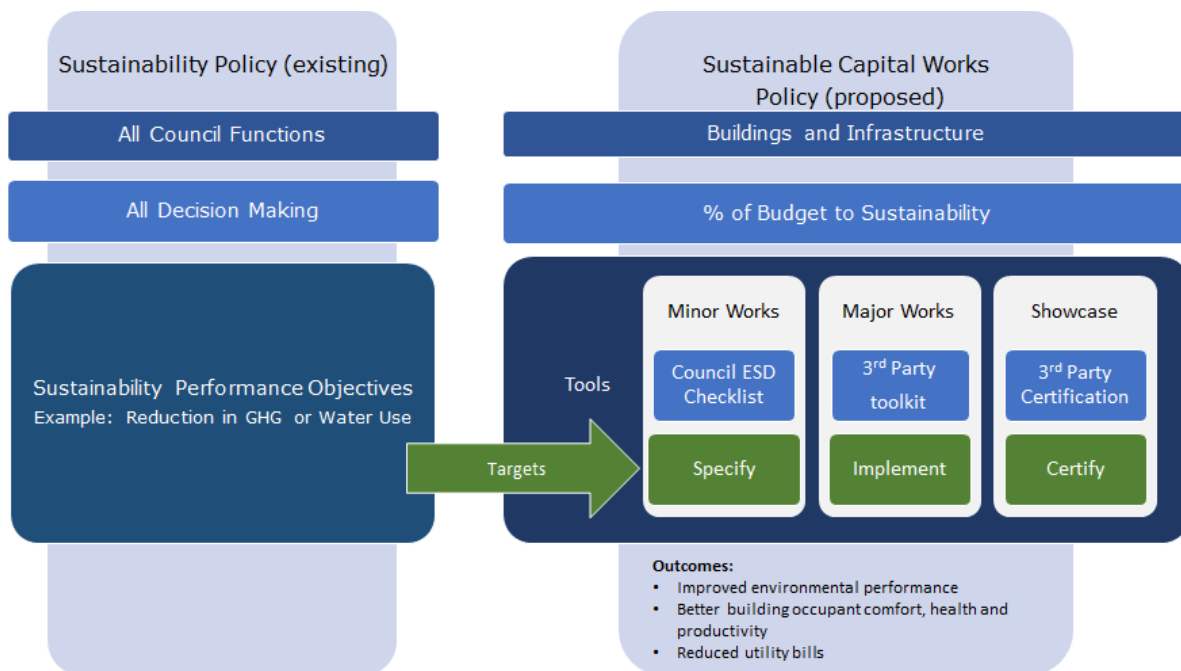 Sustainability Policy (existing)
All Council Functions
All Decision Making
Sustainability Performance Objectives
Example: Reduction in GHG or Water Use
Targets
Sustainable Capital Works
Policy (proposed)
Buildings and Infrastructure
% of Budget to Sustainability
Tools
Minor Works
Council ESD
Checklist
Specify
Major Works
3rd Party
toolkit
Implement
Showcase
3rd Party
Certification
Certify
Outcomes:
• Improved environmental performance
• Better building occupant comfort, health and
productivity
• Reduced utility bills